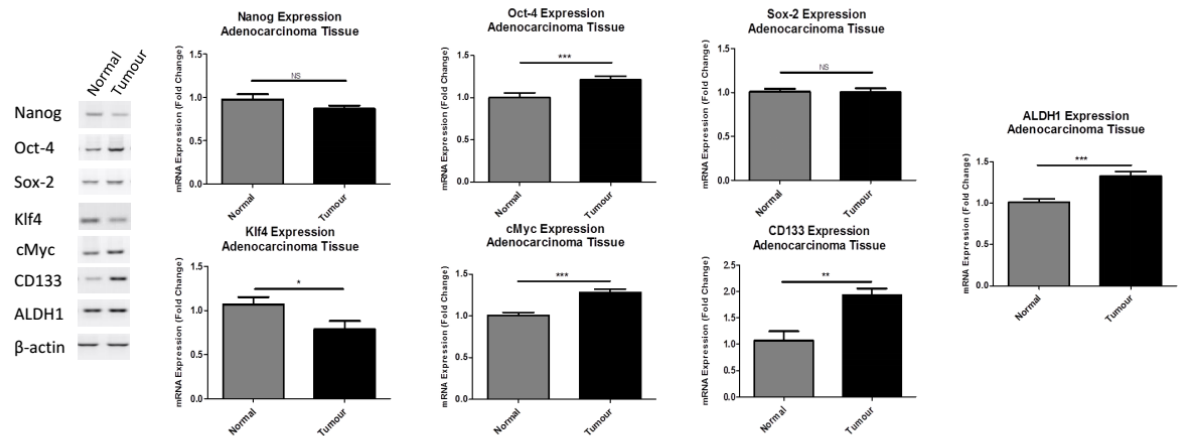 Normal
Tumour
Nanog
Oct-4
Sox-2
Klf4
cMyc
CD133
ALDH1
β-actin
Nanog Expression
Adenocarcinoma Tissue
mRNA Expression (Fold Change)
1.5
1.0
0.5
0.0
NS
Normal
Tumour
Oct-4 Expression
Adenocarcinoma Tissue
mRNA Expression (Fold Change)
1.5
1.0
0.5
0.0
***
Normal
Tumour
Sox-2 Expression
Adenocarcinoma Tissue
mRNA Expression (Fold Change)
1.5
1.0
0.5
0.0
NS
Normal
Tumour
Klf4 Expression
Adenocarcinoma Tissue
mRNA Expression (Fold Change)
1.5
1.0
0.5
0.0
*
Normal
Tumour
cMyc Expression
Adenocarcinoma Tissue
mRNA Expression (Fold Change)
1.5
1.0
0.5
0.0
***
Normal
Tumour
CD133 Expression
Adenocarcinoma Tissue
mRNA Expression (Fold Change)
2.5
2.0
1.5
1.0
0.5
0.0
**
Normal
Tumour
ALDH1 Expression
Adenocarcinoma Tissue
mRNA Expression (Fold Change)
1.5
1.0
0.5
0.0
***
Normal
Tumour